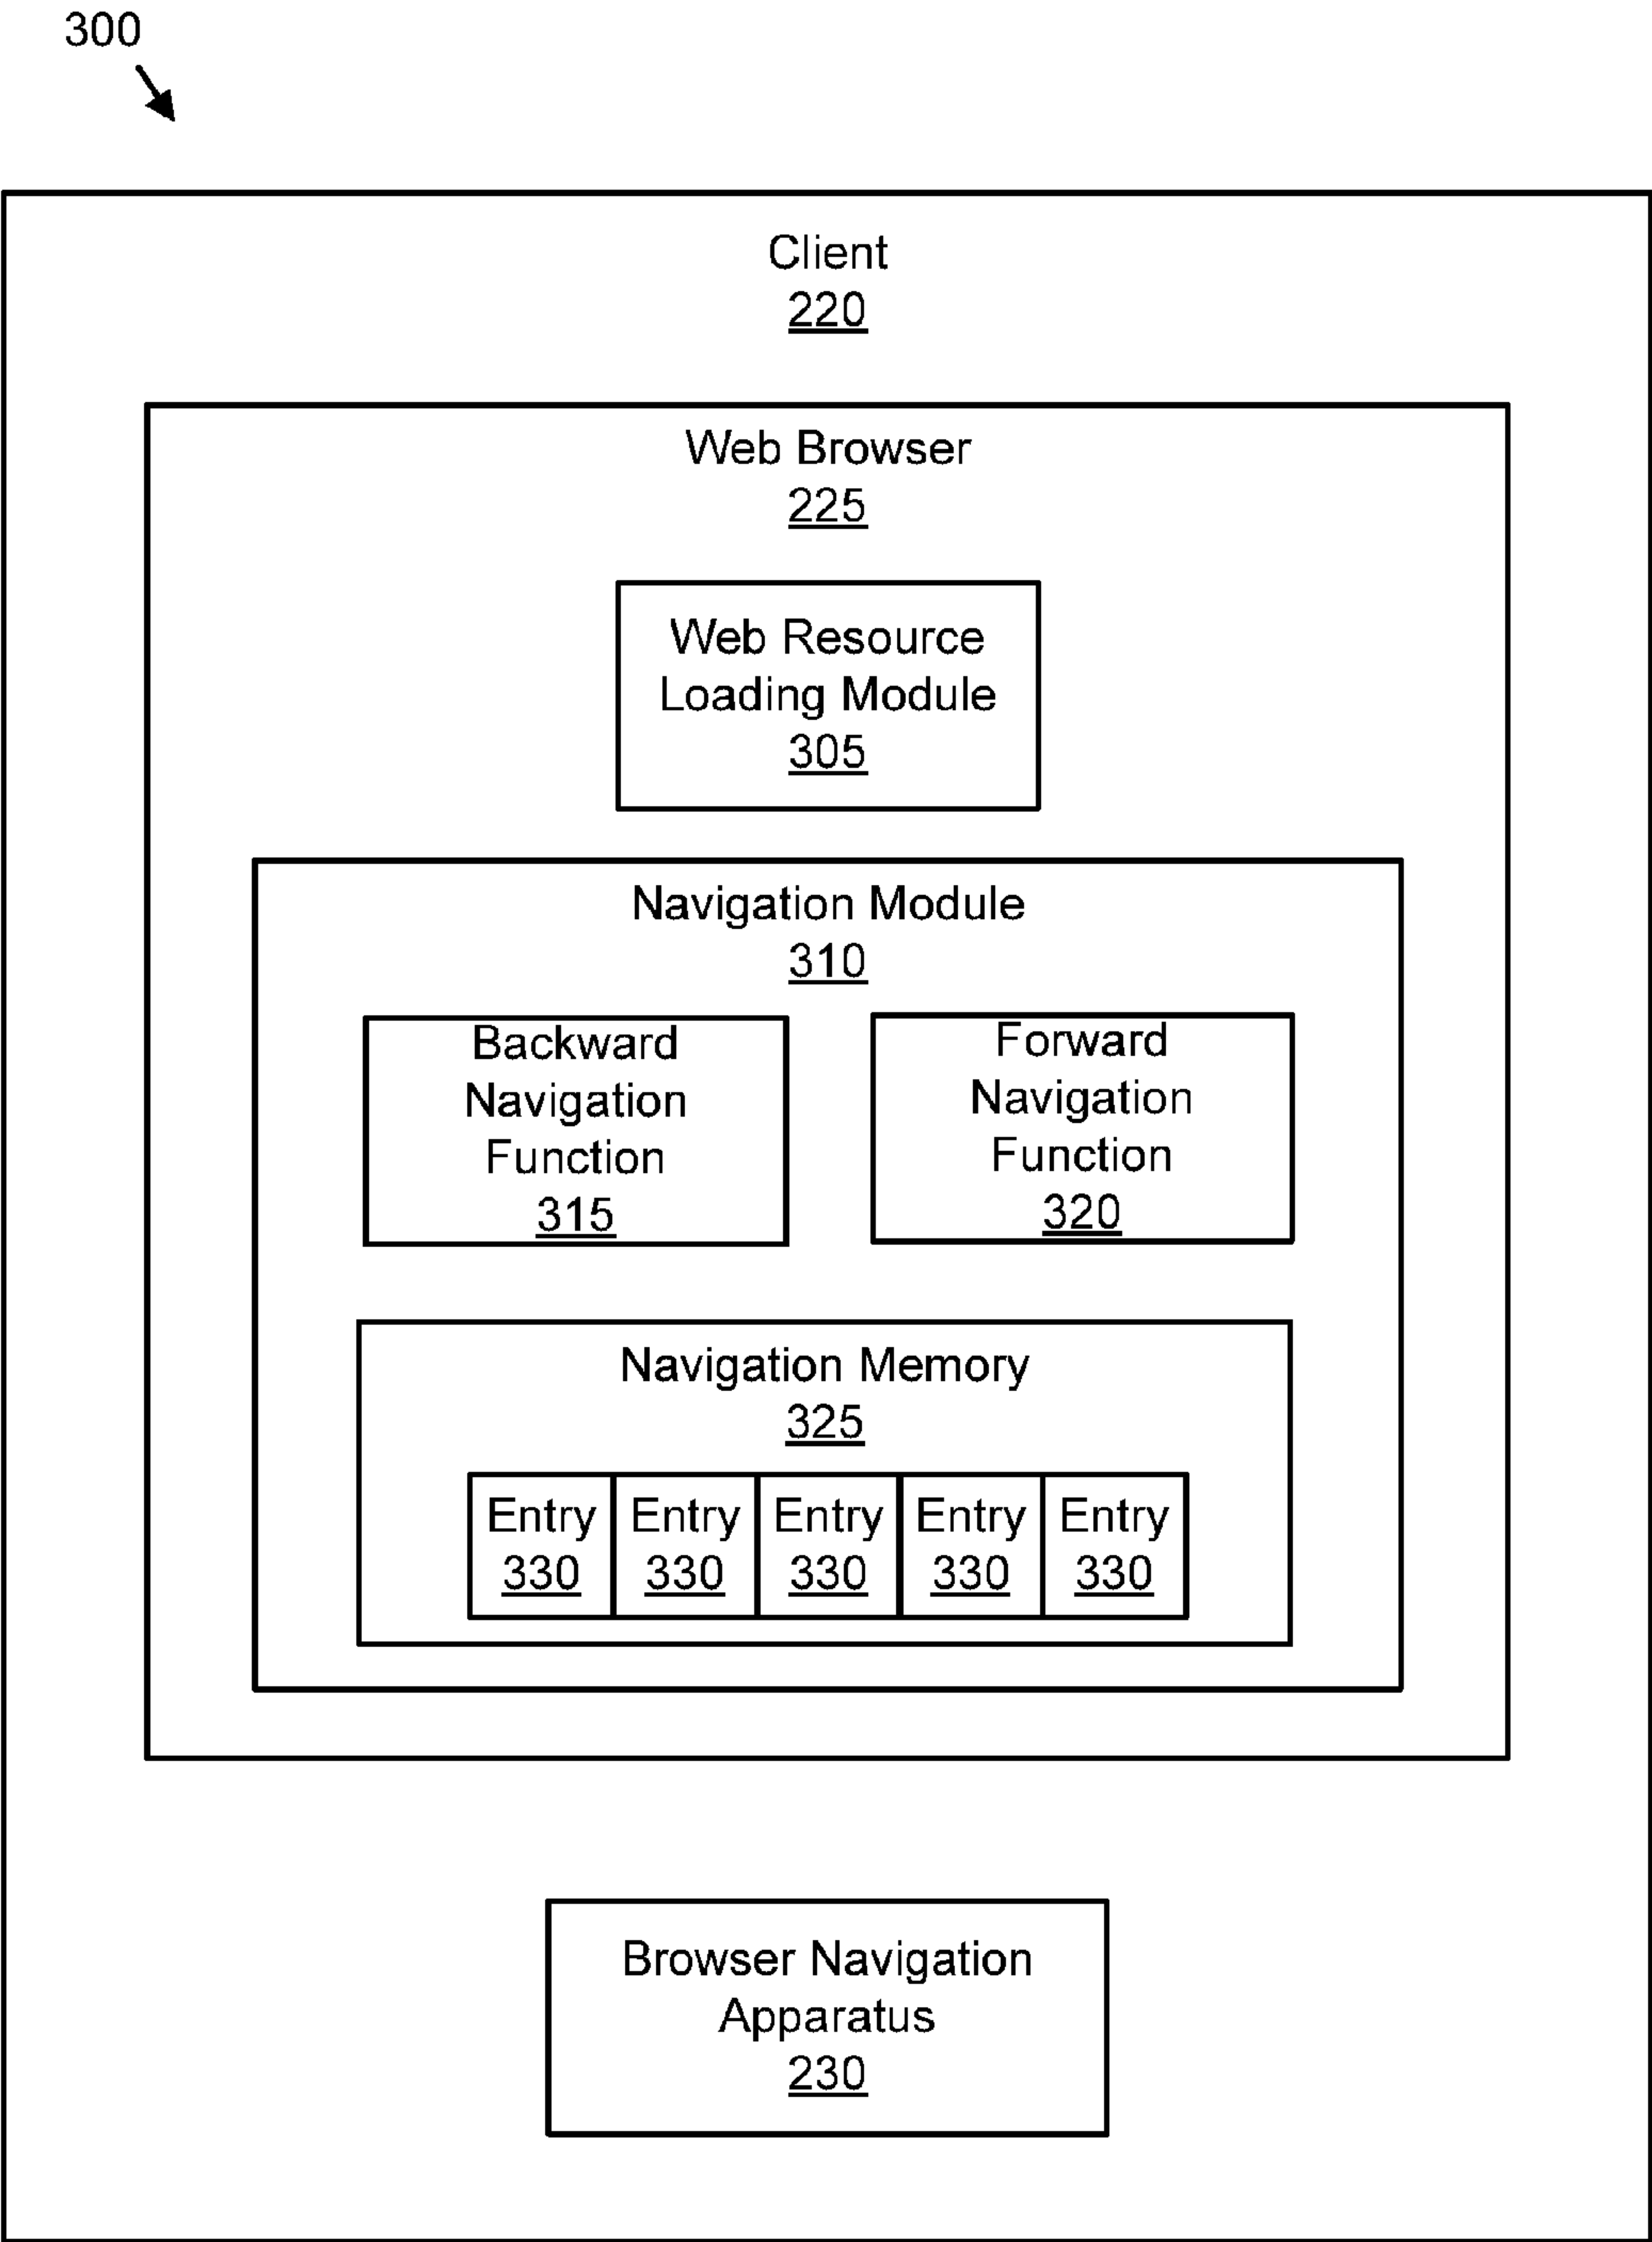 300
Client
220
Web Browser
225
Web Resource
Loading Module
305
Navigation Module
310
Backward
Navigation
Function
315
Forward
Navigation
Function
320
Navigation Memory
325
Entry Entry Entry Entry Entry
330 330 330 330 330
Browser Navigation
Apparatus
230